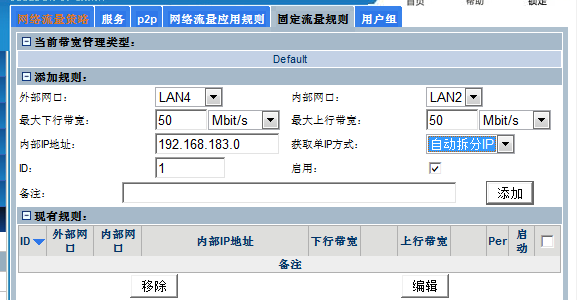 首页 帮助 锁定
网络流量策略 服务 p2p 网络流量应用规则 固定流量规则 用户组
当前带宽管理类型：
Default
添加规则：
外部网口： LAN4 内部网口： LAN2
最大下行带宽： 50 Mbit/s 最大上行带宽： 50 Mbit/s
内部IP地址： 192.168.183.0 获取单IP方式： 自动拆分IP
ID： 1 启用：
备注： 添加
现有规则：
ID 外部网口 内部网口 内部IP地址 下行带宽 上行带宽 Per 启动
备注
移除 编辑